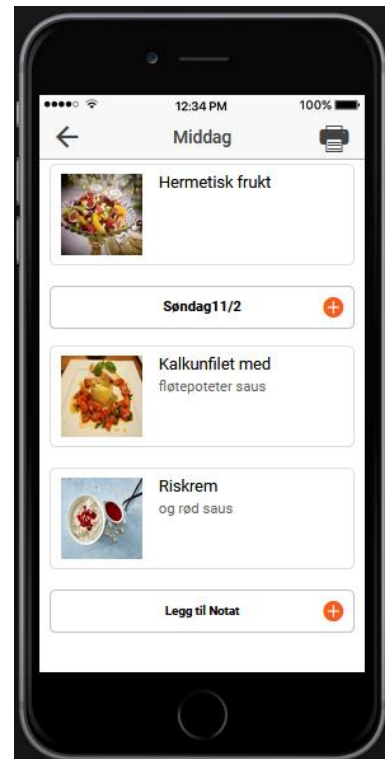 12:34 PM 100%
Middag
Hermetisk frukt
Søndag11/2
Kalkunfilet med
fløtepoteter saus
Riskrem
og rød saus
Legg til Notat